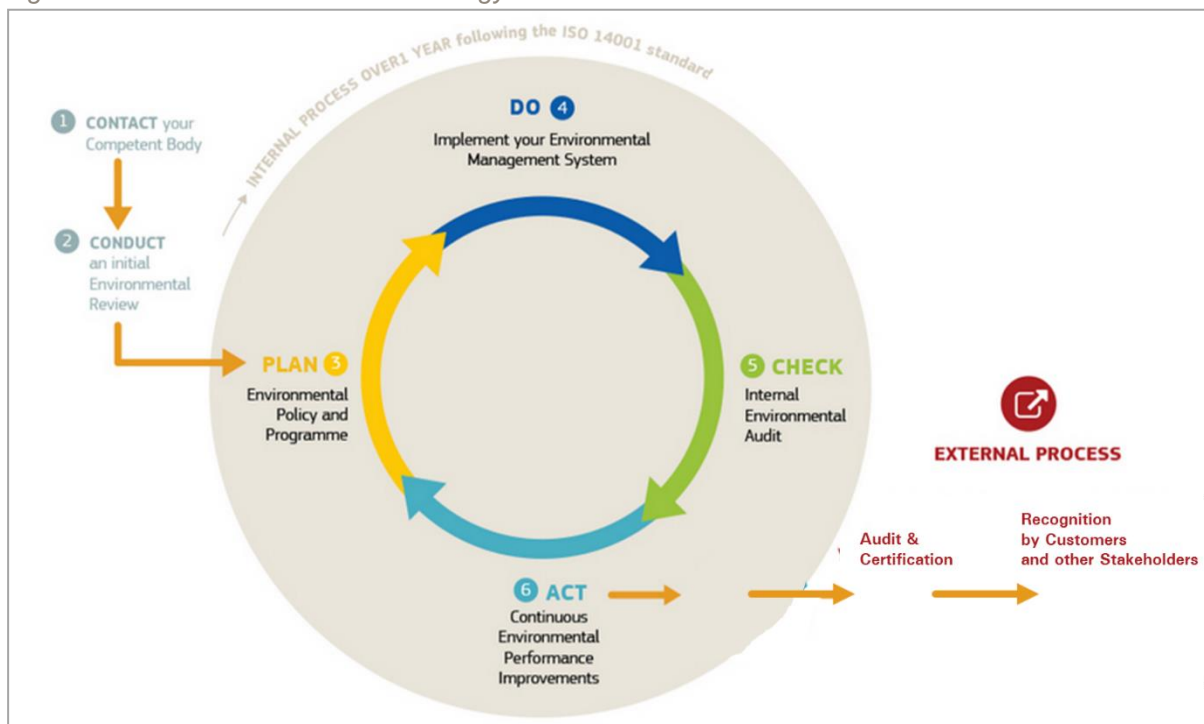 INTERNAL PROCESS OVER1 YEAR following the ISO 14001 standard
1 CONTACT your
Competent Body
2 CONDUCT
an initial
Environmental
Review
PLAN 3
Environmental
Policy and
Programme
DO 4
Implement your Environmental
Management System
5 CHECK
Internal
Environmental
Audit
6 ACT
Continuous
Environmental
Performance
Improvements
EXTERNAL PROCESS
Audit &
Certification
Recognition
by Customers
and other Stakeholders